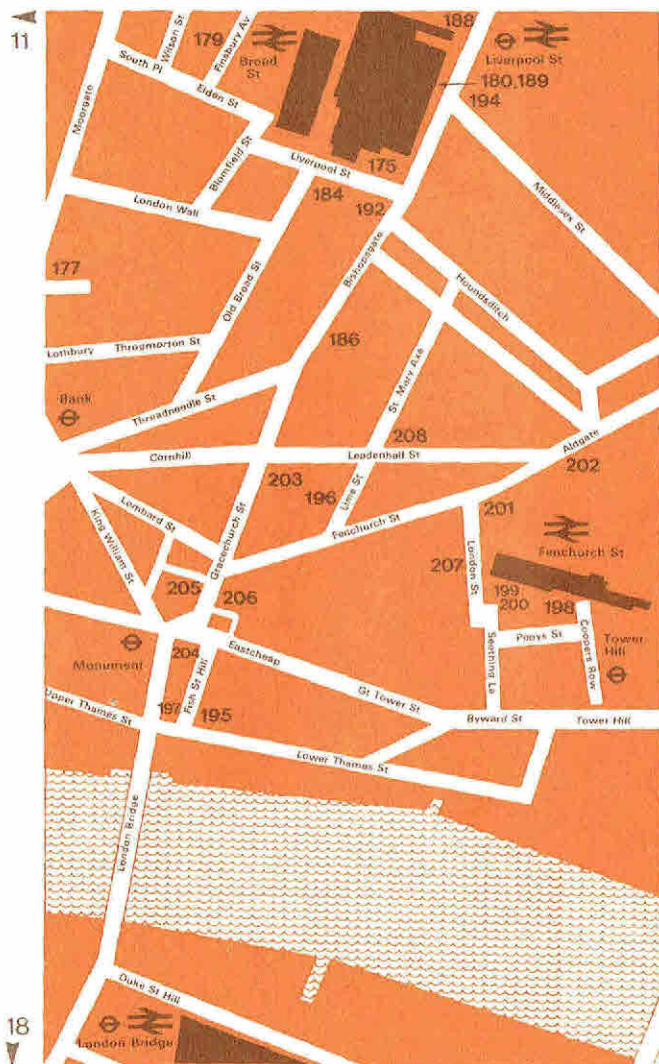 11
188
Wilson St
179
Finsbury Av
Broad
St
Liverpool St
South Pl
Eldon St
180,189
194
Moorgate
Blomfield St
Liverpool St
175
184
192
Middlesex St
London Wall
177
Old Broad St
Bishopsgate
Houndsditch
186
Lothbury
Throgmorton St
St Mary Axe
Bank
Threadneedle St
208
Aldgate
Cornhill
Leadenhall St
202
203
196
Lime St
201
Lombard St
King William St
Gracechurch St
Fenchurch St
Fenchurch St
207
London St
205
206
199
200
198
Pepys St
Coopers Row
Tower
Hill
Monument
204
Eastcheap
Seething La
Fish St Hill
Gt Tower St
Upper Thames St
197
195
Byward St
Tower Hill
Lower Thames St
London Bridge
Duke St Hill
18
London Bridge